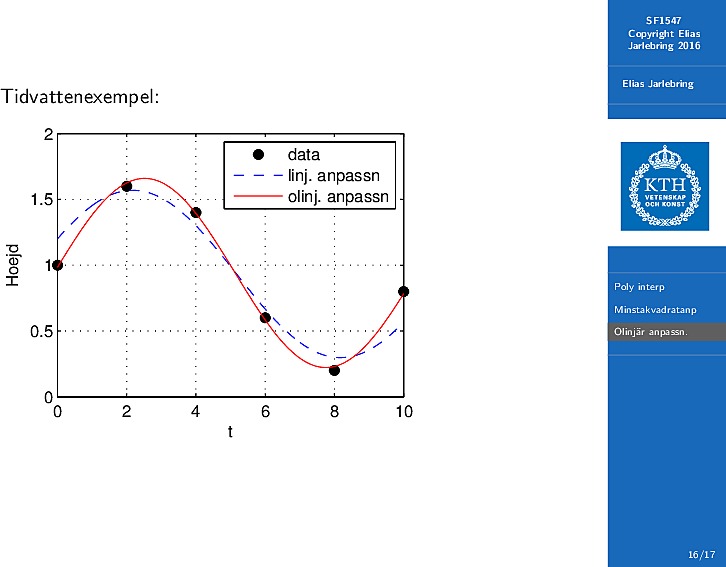 SF1547
Copyright Elias
Jarlebring 2016
Elias Jarlebring
KTH
VETENSKAP
OCH KONST
Poly interp
Minstakvadratanp
Olinjär anpassn.
16/17
Tidvattenexempel:
data
linj. anpassn
olinj. anpassn
2
1.5
1
0.5
0
0 2 4 6 8 10
Hoejd
t